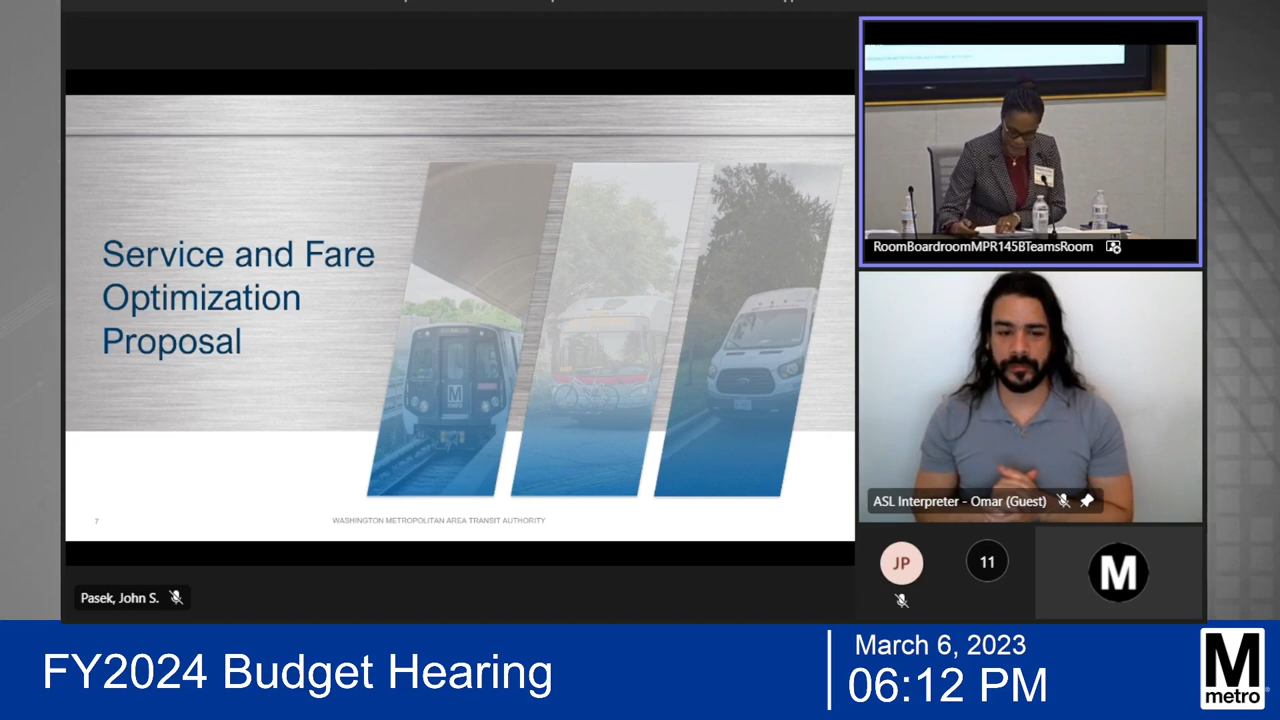 Service and Fare
Optimization
Proposal
M
metro
7
WASHINGTON METROPOLITAN AREA TRANSIT AUTHORITY
Pasek, John S.
RoomBoardroomMPR145BTeamsRoom
ASL Interpreter - Omar (Guest)
JP
11
M
FY2024 Budget Hearing
March 6, 2023
06:12 PM
M
metro